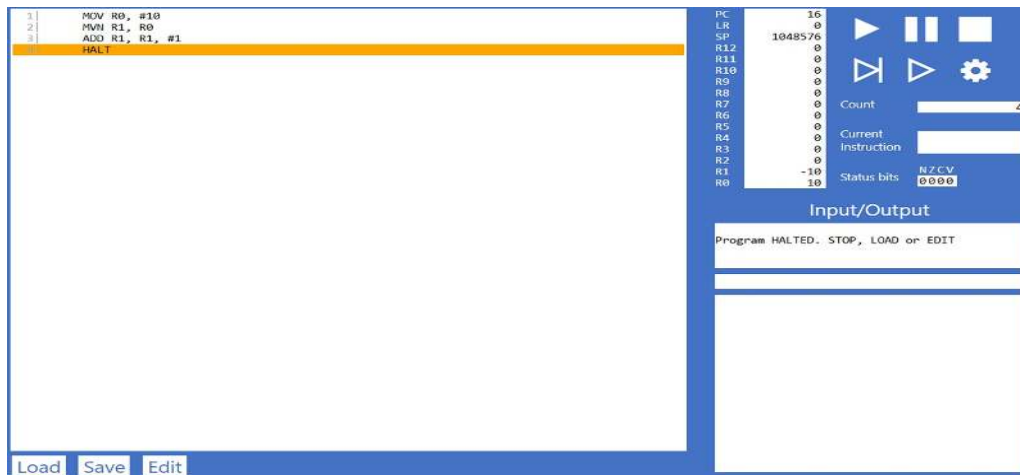 1| MOV R0, #10
2| MVN R1, R0
3| ADD R1, R1, #1
HALT
Load Save Edit
PC 16
LR 0
SP 1048576
R12 0
R11 0
R10 0
R9 0
R8 0
R7 0
R6 0
R5 0
R4 0
R3 0
R2 0
R1 -10
R0 10
Count
Current
Instruction
Status bits NZCV
0000
Input/Output
Program HALTED. STOP, LOAD or EDIT